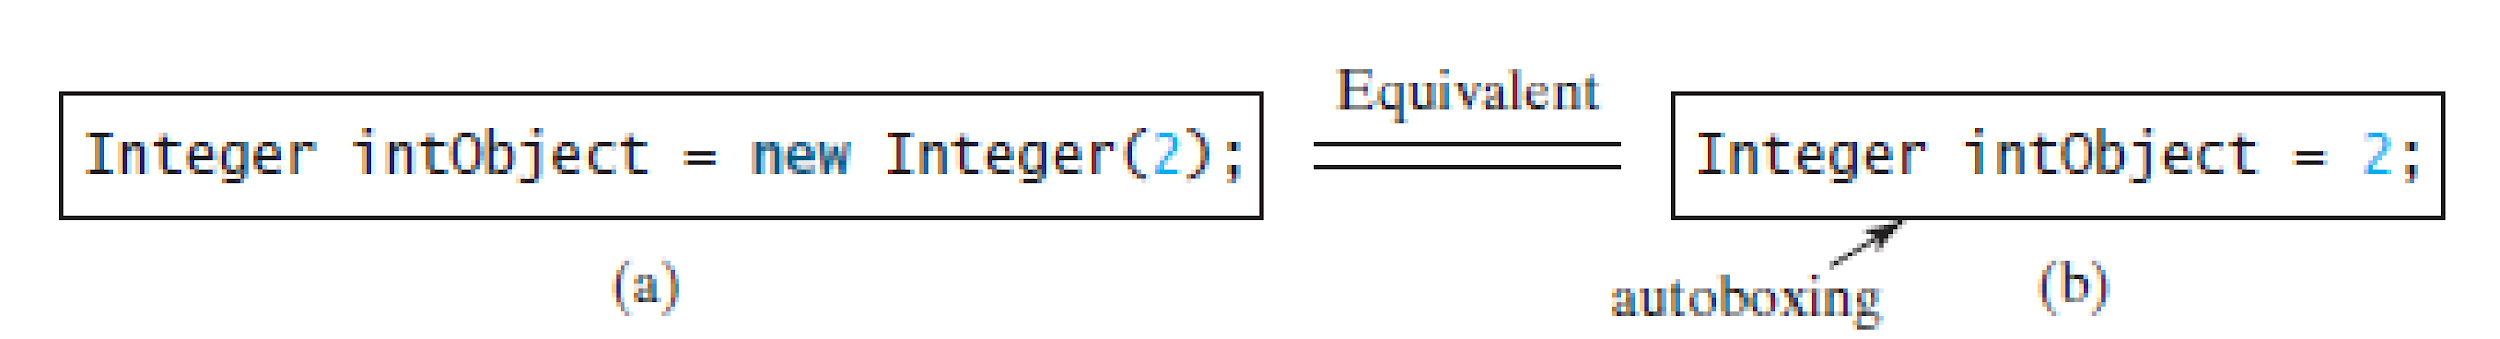 Equivalent
Integer intObject = new Integer(2);
Integer intObject = 2;
(a)
autoboxing
(b)